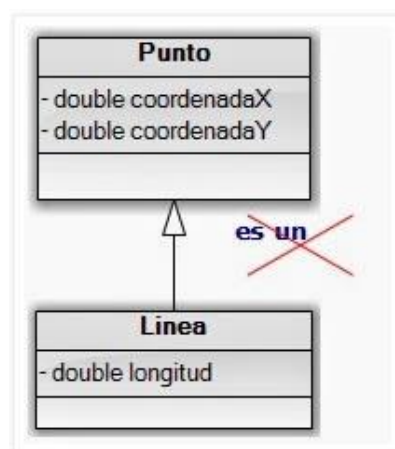 Punto
- double coordenadaX
- double coordenadaY
es un
Linea
- double longitud